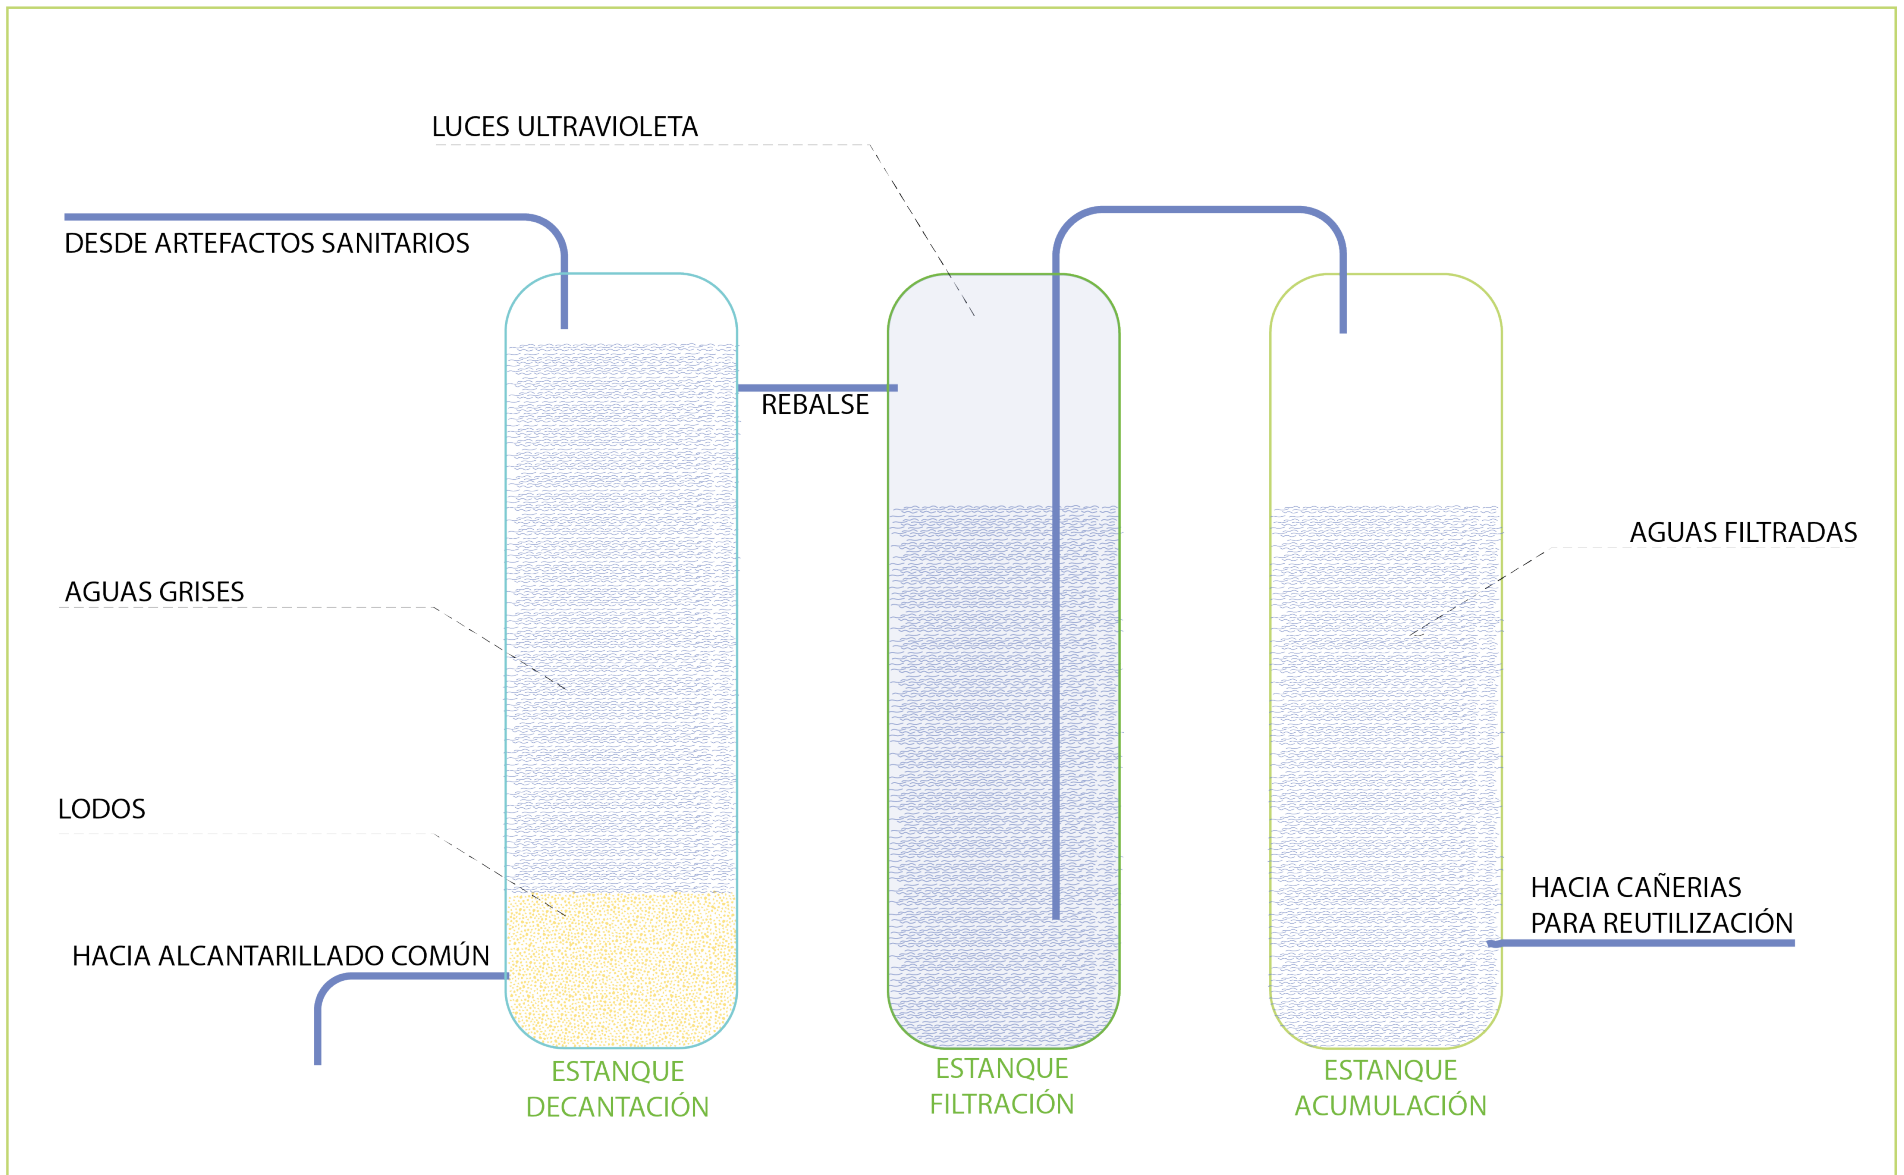 LUCES ULTRAVIOLETA
DESDE ARTEFACTOS SANITARIOS
REBALSE
AGUAS FILTRADAS
AGUAS GRISES
LODOS
HACIA CAÑERIAS
PARA REUTILIZACIÓN
HACIA ALCANTARILLADO COMÚN
ESTANQUE
DECANTACIÓN
ESTANQUE
FILTRACIÓN
ESTANQUE
ACUMULACIÓN